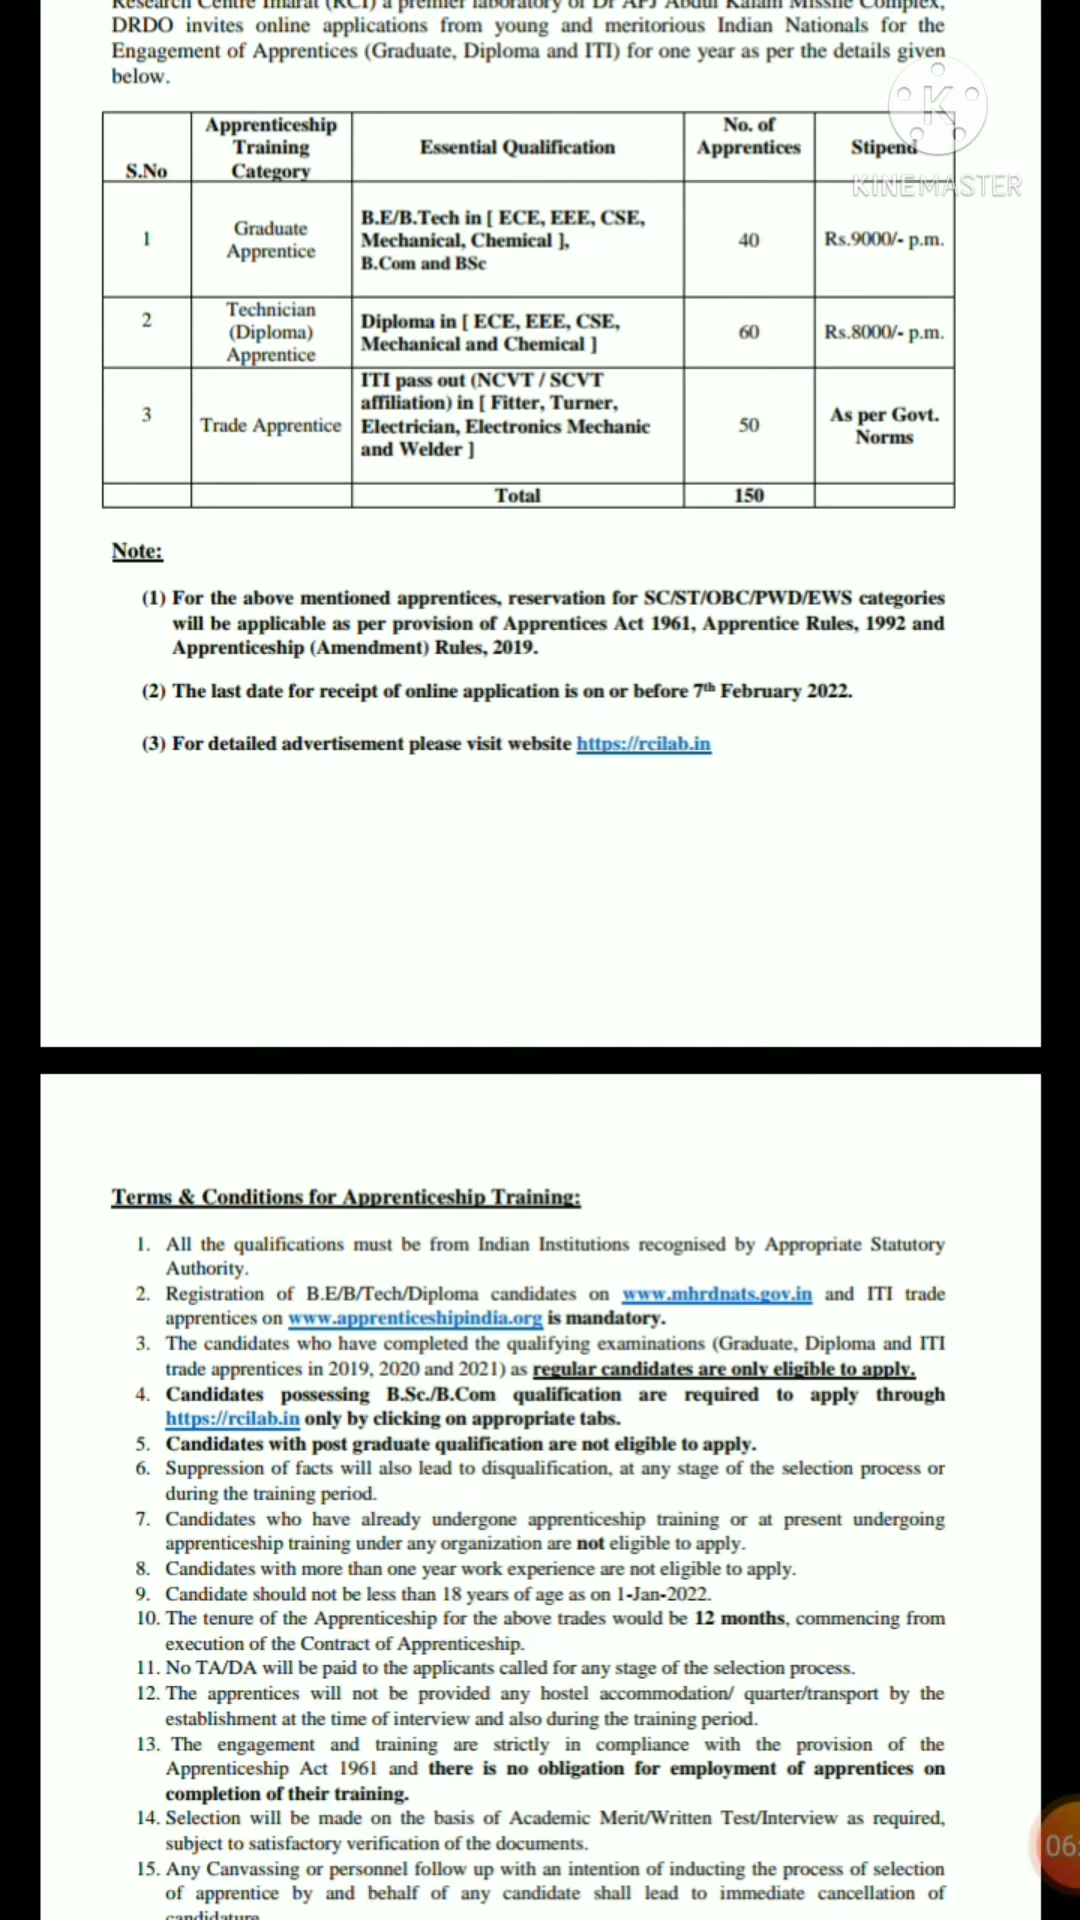 Research Centre Imarat (RCI) a premier laboratory of Dr APJ Abdul Kalam Missile Complex,
DRDO invites online applications from young and meritorious Indian Nationals for the
Engagement of Apprentices (Graduate, Diploma and ITI) for one year as per the details given
below.
K
KINEMASTER
S.No Apprenticeship Training Category Essential Qualification No. of Apprentices Stipend
1 Graduate Apprentice B.E/B.Tech in [ ECE, EEE, CSE, Mechanical, Chemical ], B.Com and BSc 40 Rs.9000/- p.m.
2 Technician (Diploma) Apprentice Diploma in [ ECE, EEE, CSE, Mechanical and Chemical ] 60 Rs.8000/- p.m.
3 Trade Apprentice ITI pass out (NCVT / SCVT affiliation) in [ Fitter, Turner, Electrician, Electronics Mechanic and Welder ] 50 As per Govt. Norms
Total 150
Note:
(1) For the above mentioned apprentices, reservation for SC/ST/OBC/PWD/EWS categories
will be applicable as per provision of Apprentices Act 1961, Apprentice Rules, 1992 and
Apprenticeship (Amendment) Rules, 2019.
(2) The last date for receipt of online application is on or before 7th February 2022.
(3) For detailed advertisement please visit website https://rcilab.in
Terms & Conditions for Apprenticeship Training:
1. All the qualifications must be from Indian Institutions recognised by Appropriate Statutory
Authority.
2. Registration of B.E/B/Tech/Diploma candidates on www.mhrdnats.gov.in and ITI trade
apprentices on www.apprenticeshipindia.org is mandatory.
3. The candidates who have completed the qualifying examinations (Graduate, Diploma and ITI
trade apprentices in 2019, 2020 and 2021) as regular candidates are only eligible to apply.
4. Candidates possessing B.Sc./B.Com qualification are required to apply through
https://rcilab.in only by clicking on appropriate tabs.
5. Candidates with post graduate qualification are not eligible to apply.
6. Suppression of facts will also lead to disqualification, at any stage of the selection process or
during the training period.
7. Candidates who have already undergone apprenticeship training or at present undergoing
apprenticeship training under any organization are not eligible to apply.
8. Candidates with more than one year work experience are not eligible to apply.
9. Candidate should not be less than 18 years of age as on 1-Jan-2022.
10. The tenure of the Apprenticeship for the above trades would be 12 months, commencing from
execution of the Contract of Apprenticeship.
11. No TA/DA will be paid to the applicants called for any stage of the selection process.
12. The apprentices will not be provided any hostel accommodation/ quarter/transport by the
establishment at the time of interview and also during the training period.
13. The engagement and training are strictly in compliance with the provision of the
Apprenticeship Act 1961 and there is no obligation for employment of apprentices on
completion of their training.
14. Selection will be made on the basis of Academic Merit/Written Test/Interview as required,
subject to satisfactory verification of the documents.
15. Any Canvassing or personnel follow up with an intention of inducting the process of selection
of apprentice by and behalf of any candidate shall lead to immediate cancellation of
candidature
06: